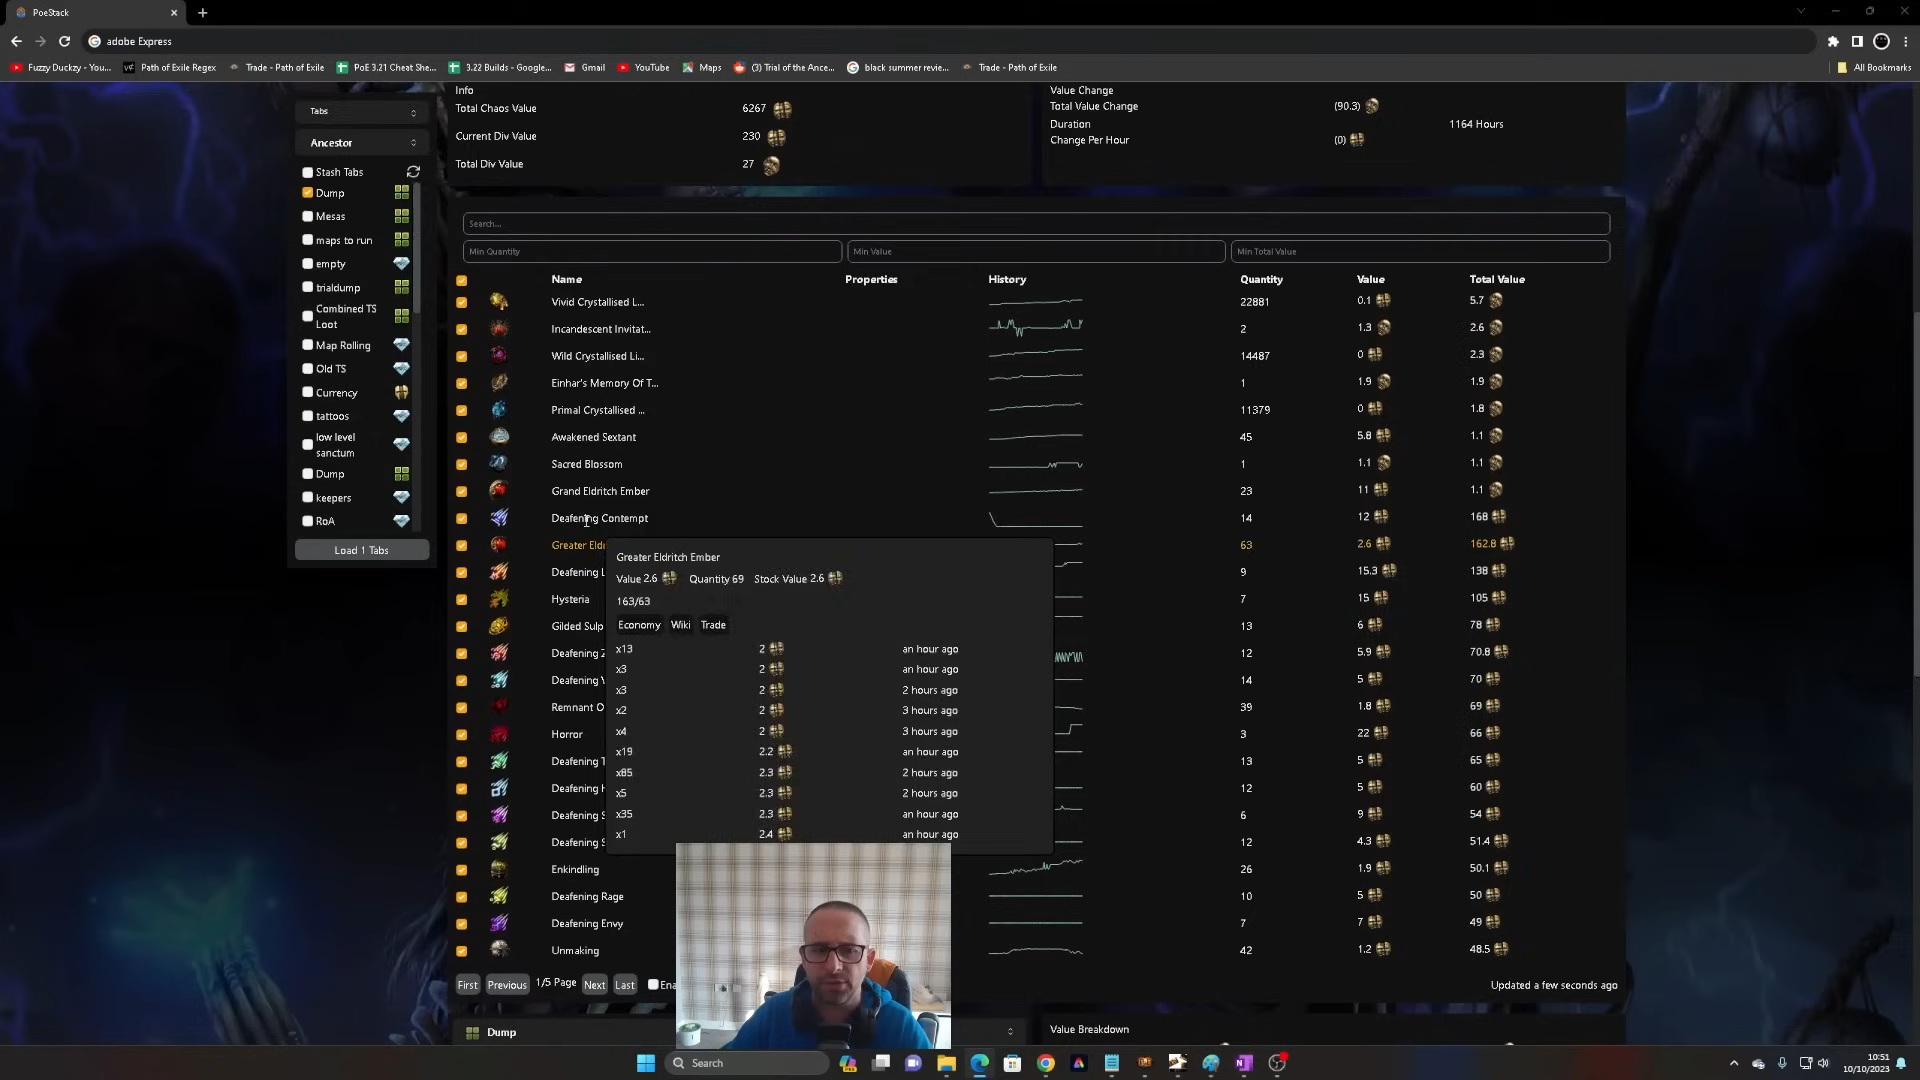 PoeStack
adobe Express
Fuzzy Duckzy - You...
Path of Exile Regex
Trade - Path of Exile
PoE 3.21 Cheat She...
3.22 Builds - Google...
Gmail
YouTube
Maps
(3) Trial of the Ance...
black summer revie...
Trade - Path of Exile
All Bookmarks
Tabs
Ancestor
Stash Tabs
Dump
Mesas
maps to run
empty
trialdump
Combined TS
Loot
Map Rolling
Old TS
Currency
tattoos
low level
sanctum
Dump
keepers
RoA
Load 1 Tabs
Info
Total Chaos Value 6267
Current Div Value 230
Total Div Value 27
Value Change
Total Value Change (90.3)
Duration 1164 Hours
Change Per Hour (0)
Search...
Min Quantity Min Value Min Total Value
Name Properties History Quantity Value Total Value
Vivid Crystallised L... 22881 0.1 5.7
Incandescent Invitat... 2 1.3 2.6
Wild Crystallised Li... 14487 0 2.3
Einhar's Memory Of T... 1 1.9 1.9
Primal Crystallised ... 11379 0 1.8
Awakened Sextant 45 5.8 1.1
Sacred Blossom 1 1.1 1.1
Grand Eldritch Ember 23 11 1.1
Deafening Contempt 14 12 168
Greater Eldr 63 2.6 162.8
Deafening L 9 15.3 138
Hysteria 7 15 105
Gilded Sulp 13 6 78
Deafening Z 12 5.9 70.8
Deafening V 14 5 70
Remnant O 39 1.8 69
Horror 3 22 66
Deafening T 13 5 65
Deafening H 12 5 60
Deafening S 6 9 54
Deafening S 12 4.3 51.4
Enkindling 26 1.9 50.1
Deafening Rage 10 5 50
Deafening Envy 7 7 49
Unmaking 42 1.2 48.5
Greater Eldritch Ember
Value 2.6 Quantity 69 Stock Value 2.6
163/63
Economy Wiki Trade
x13 2 an hour ago
x3 2 an hour ago
x3 2 2 hours ago
x2 2 3 hours ago
x4 2 3 hours ago
x19 2.2 an hour ago
x85 2.3 2 hours ago
x5 2.3 2 hours ago
x35 2.3 an hour ago
x1 2.4 an hour ago
First Previous 1/5 Page Next Last Ena
Updated a few seconds ago
Dump
Value Breakdown
Search
10:51
10/10/2023